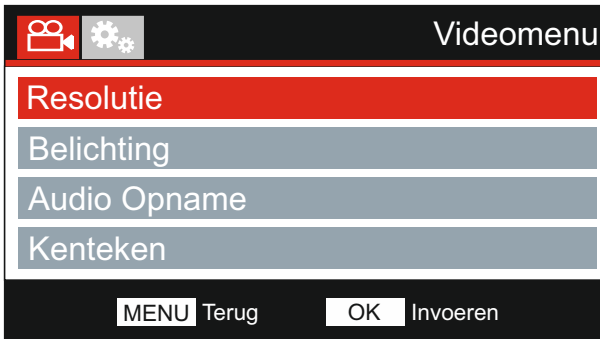 Videomenu
Resolutie
Belichting
Audio Opname
Kenteken
MENU Terug OK Invoeren